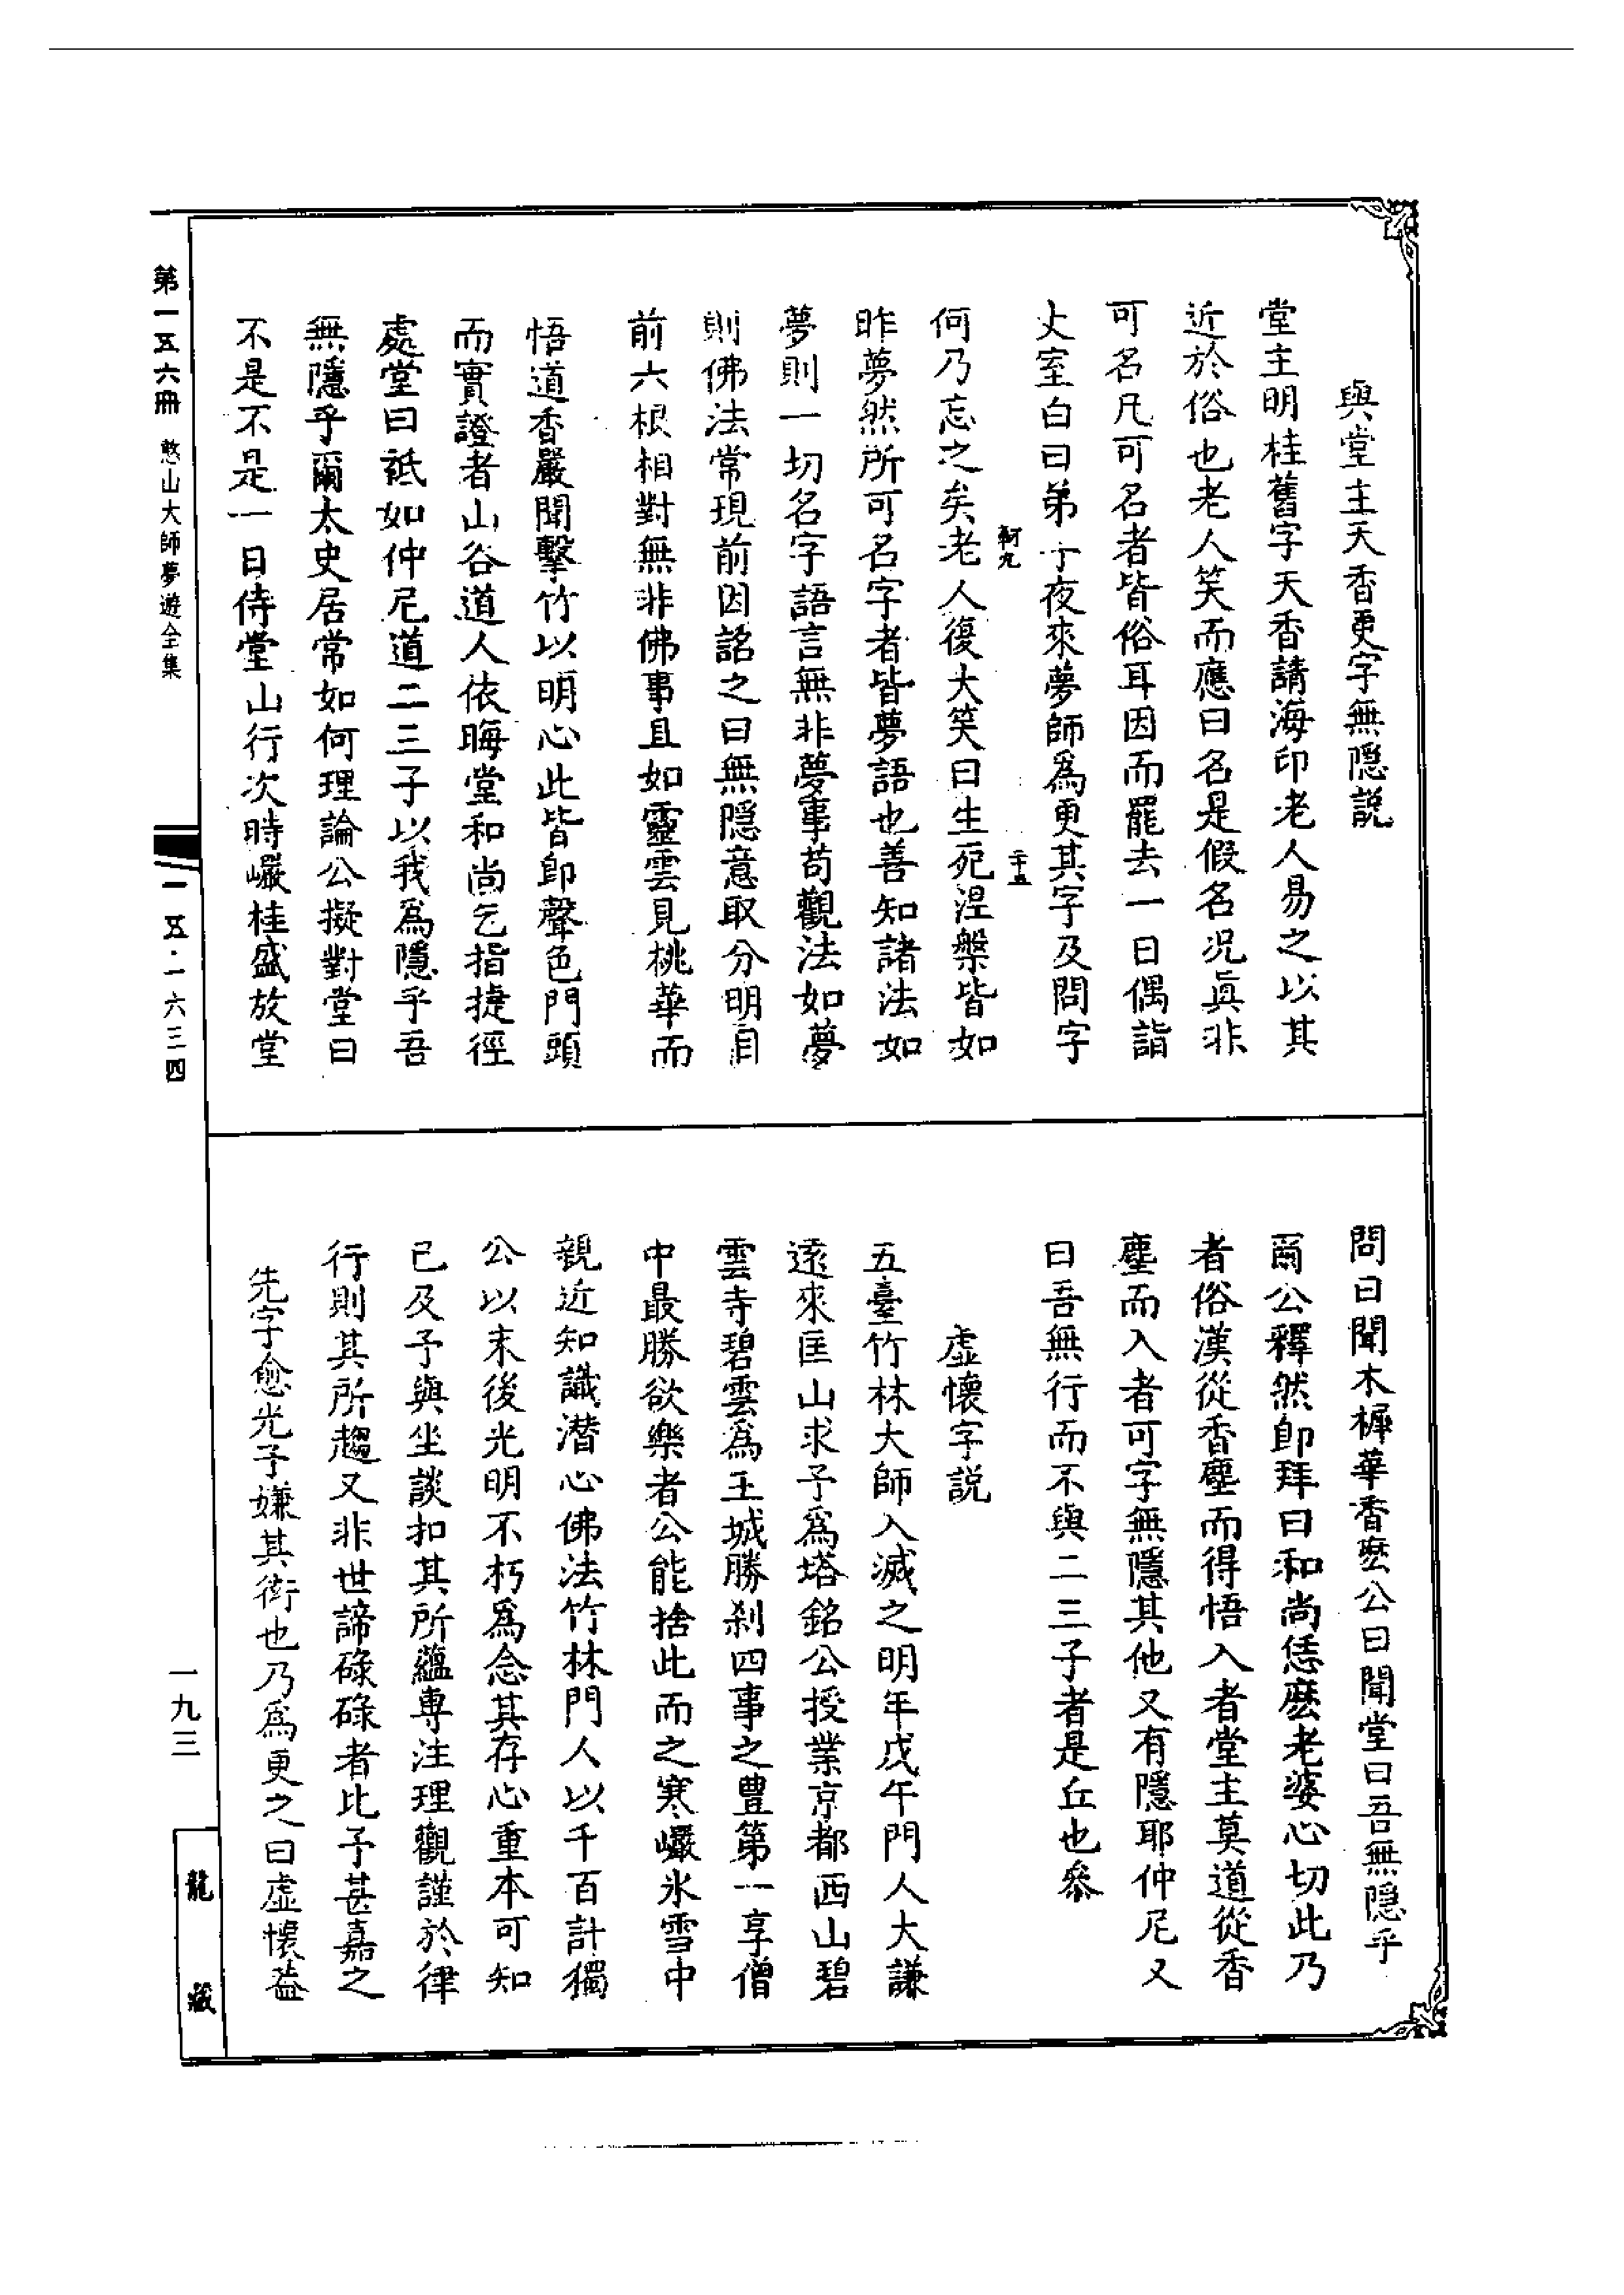 與堂主天香更字無隱説
堂主明桂舊字天香請海印老人易之以其
近於俗也老人笑而應曰名是假名况眞非
可名凡可名者皆俗耳因而罷去一日偶詣
丈室白曰弟子夜來夢師爲更其字及問字
軻九
二十五
何乃忘之矣老人復大笑曰生死涅槃皆如
昨夢然所可名字者皆夢語也善知諸法如
夢則一切名字語言無非夢事苟觀法如夢
則佛法常現前因詺之曰無隱意取分明目
前六根相對無非佛事且如靈雲見桃華而
悟道香嚴聞擊竹以明心此皆即聲色門頭
而實證者山谷道人依晦堂和尚乞指捷徑
處堂曰祇如仲尼道二三子以我爲隱乎吾
無隱乎爾太史居常如何理論公擬對堂曰
不是不是一日侍堂山行次時巖桂盛放堂
問曰聞木樨華香麽公曰聞堂曰吾無隱乎
爾公釋然即拜曰和尚恁麽老婆心切此乃
者俗漢從香塵而得悟入者堂主莫道從香
塵而入者可字無隱其他又有隱耶仲尼又
曰吾無行而不與二三子者是丘也參
虛懷字説
五臺竹林大師入滅之明年戊午門人大謙
遠來匡山求予爲塔銘公授業京都西山碧
雲寺碧雲爲王城勝刹四事之豊第一享僧
中最勝欲樂者公能捨此而之寒巖氷雪中
親近知識潛心佛法竹林門人以千百計獨
公以末後光明不朽爲念其存心重本可知
已及予與坐談扣其所蘊専注理觀謹於律
行則其所趨又非世諦碌碌者比予甚嘉之
先字愈光予嫌其衒也乃爲更之曰虛懷葢
第一五六冊 憨山大師夢遊全集
一五·一六三四
一九三
龍藏